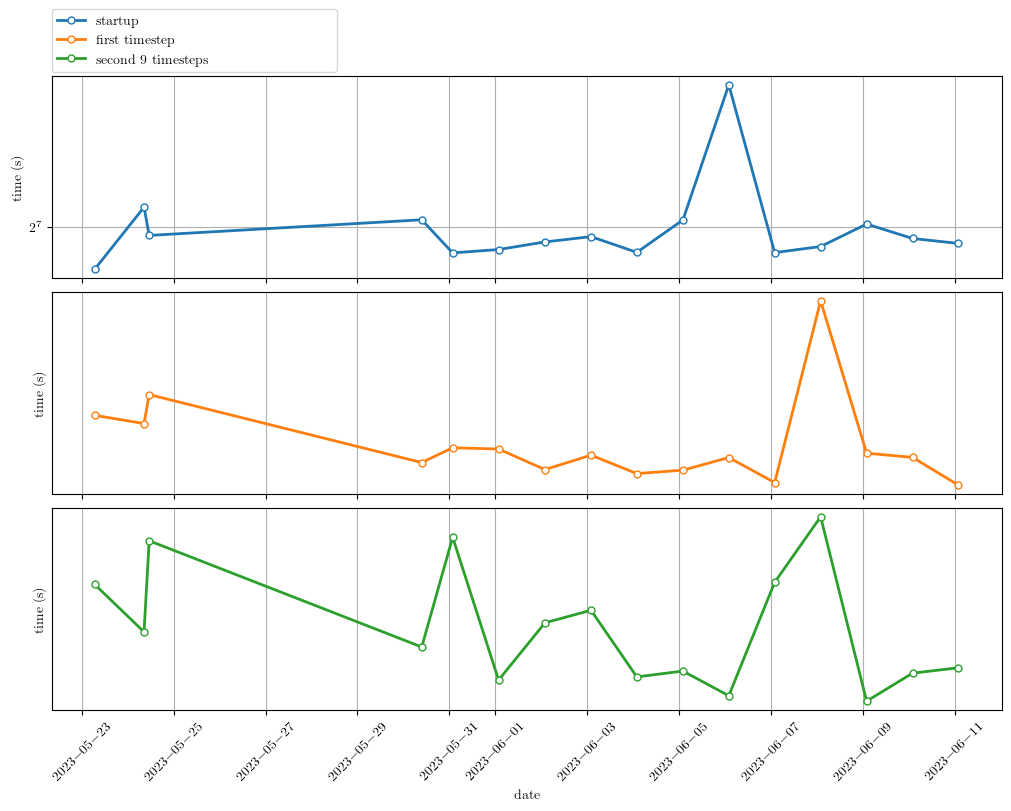 startup
first timestep
second 9 timesteps
time (s)
2^7
time (s)
time (s)
2023−05−23
2023−05−25
2023−05−27
2023−05−29
2023−05−31
2023−06−01
2023−06−03
2023−06−05
2023−06−07
2023−06−09
2023−06−11
date